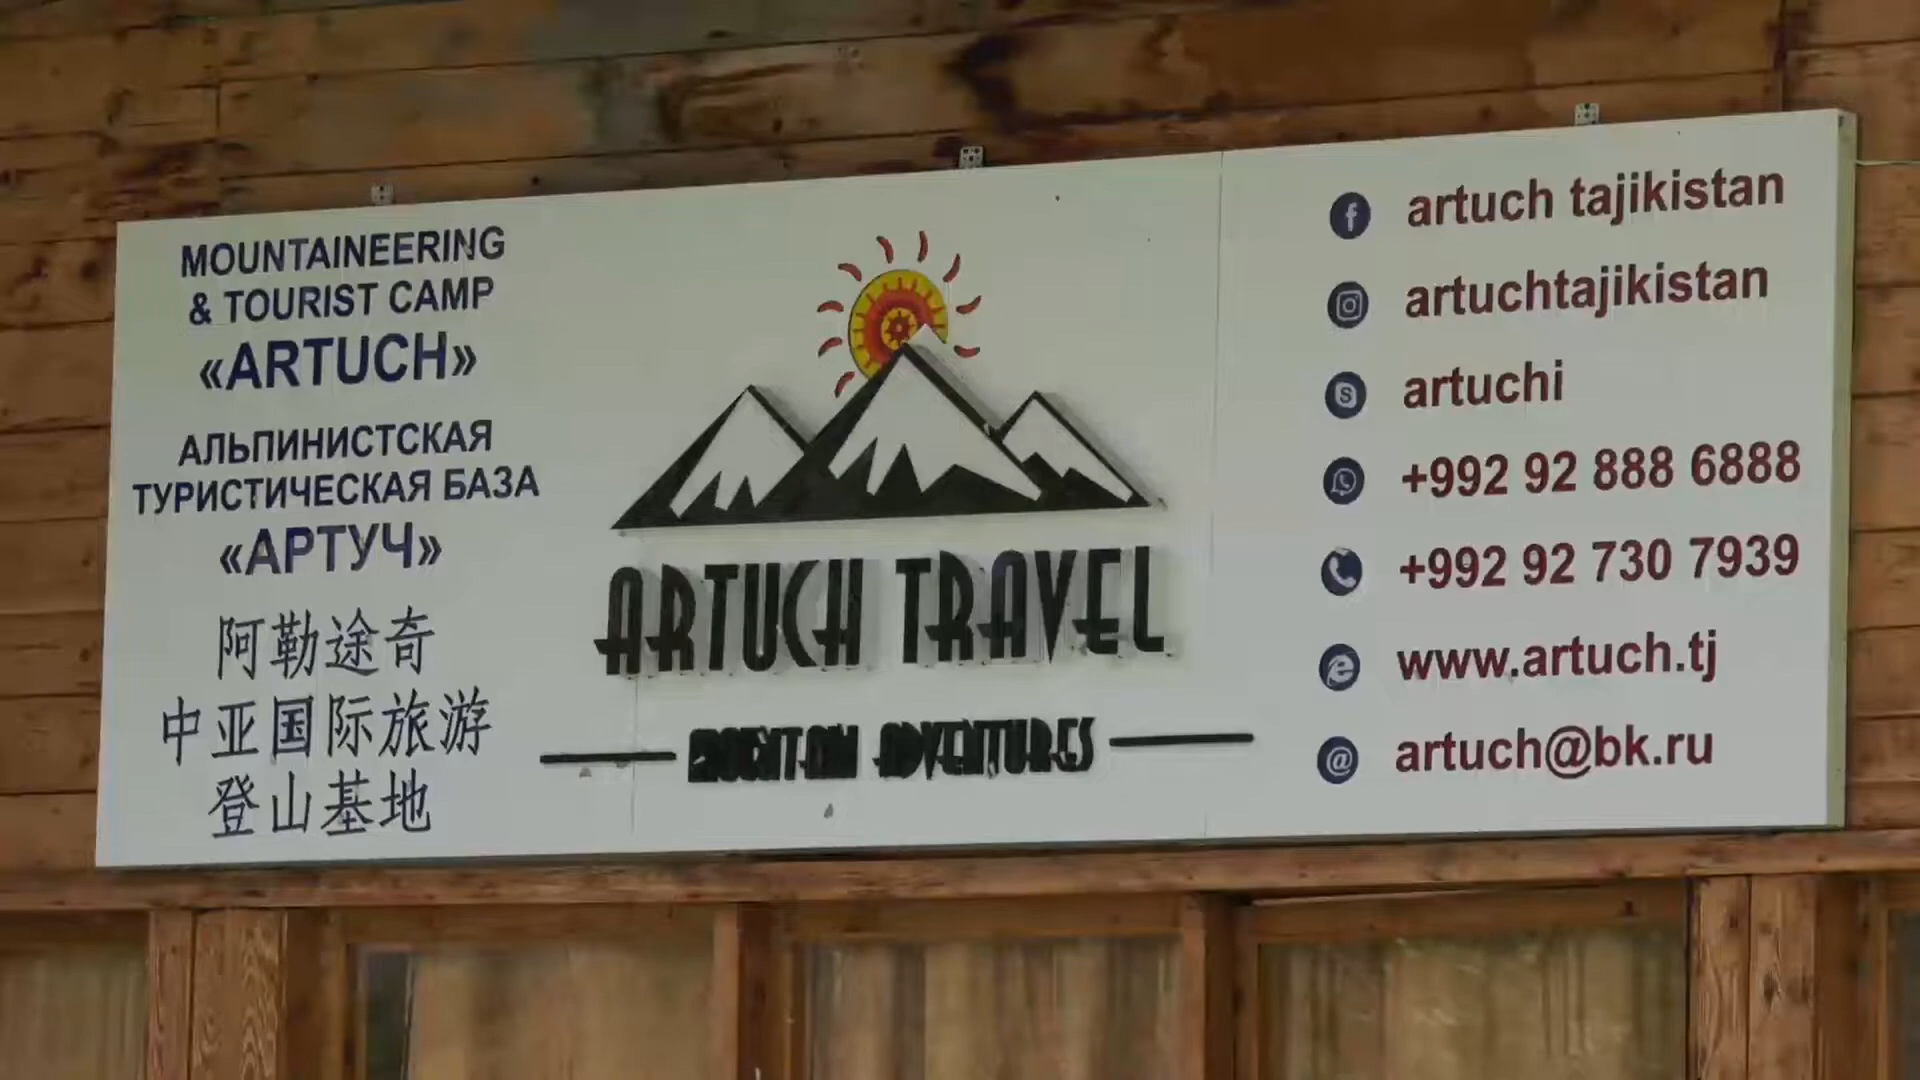 MOUNTAINEERING
& TOURIST CAMP
«ARTUCH»
АЛЬПИНИСТСКАЯ
ТУРИСТИЧЕСКАЯ БАЗА
«АРТУЧ»
阿勒途奇
中亚国际旅游
登山基地
ARTUCH TRAVEL
MOUNTAIN ADVENTURES
artuch tajikistan
artuchtajikistan
artuchi
+992 92 888 6888
+992 92 730 7939
www.artuch.tj
artuch@bk.ru